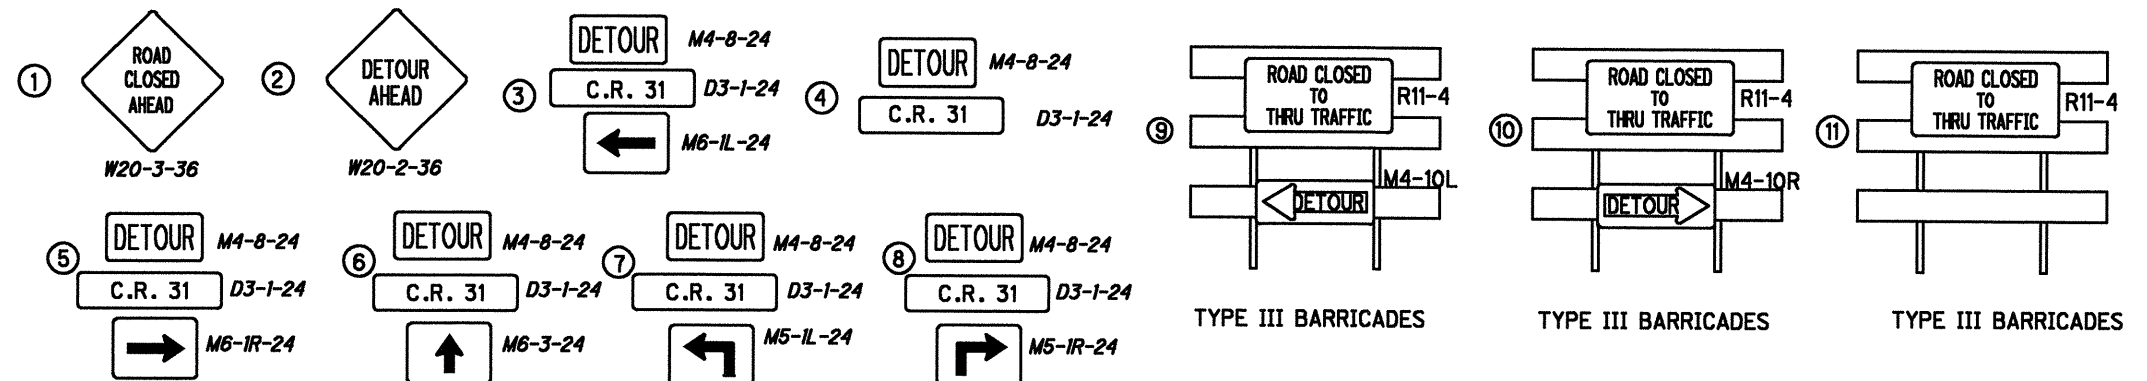 1
ROAD
CLOSED
AHEAD
W20-3-36
2
DETOUR
AHEAD
W20-2-36
3
DETOUR M4-8-24
C.R. 31 D3-1-24
M6-1L-24
4
DETOUR M4-8-24
C.R. 31 D3-1-24
5
DETOUR M4-8-24
C.R. 31 D3-1-24
M6-1R-24
6
DETOUR M4-8-24
C.R. 31 D3-1-24
M6-3-24
7
DETOUR M4-8-24
C.R. 31 D3-1-24
M5-1L-24
8
DETOUR M4-8-24
C.R. 31 D3-1-24
M5-1R-24
9
ROAD CLOSED
TO
THRU TRAFFIC
R11-4
M4-10L
DETOUR
TYPE III BARRICADES
10
ROAD CLOSED
TO
THRU TRAFFIC
R11-4
M4-10R
DETOUR
TYPE III BARRICADES
11
ROAD CLOSED
TO
THRU TRAFFIC
R11-4
TYPE III BARRICADES